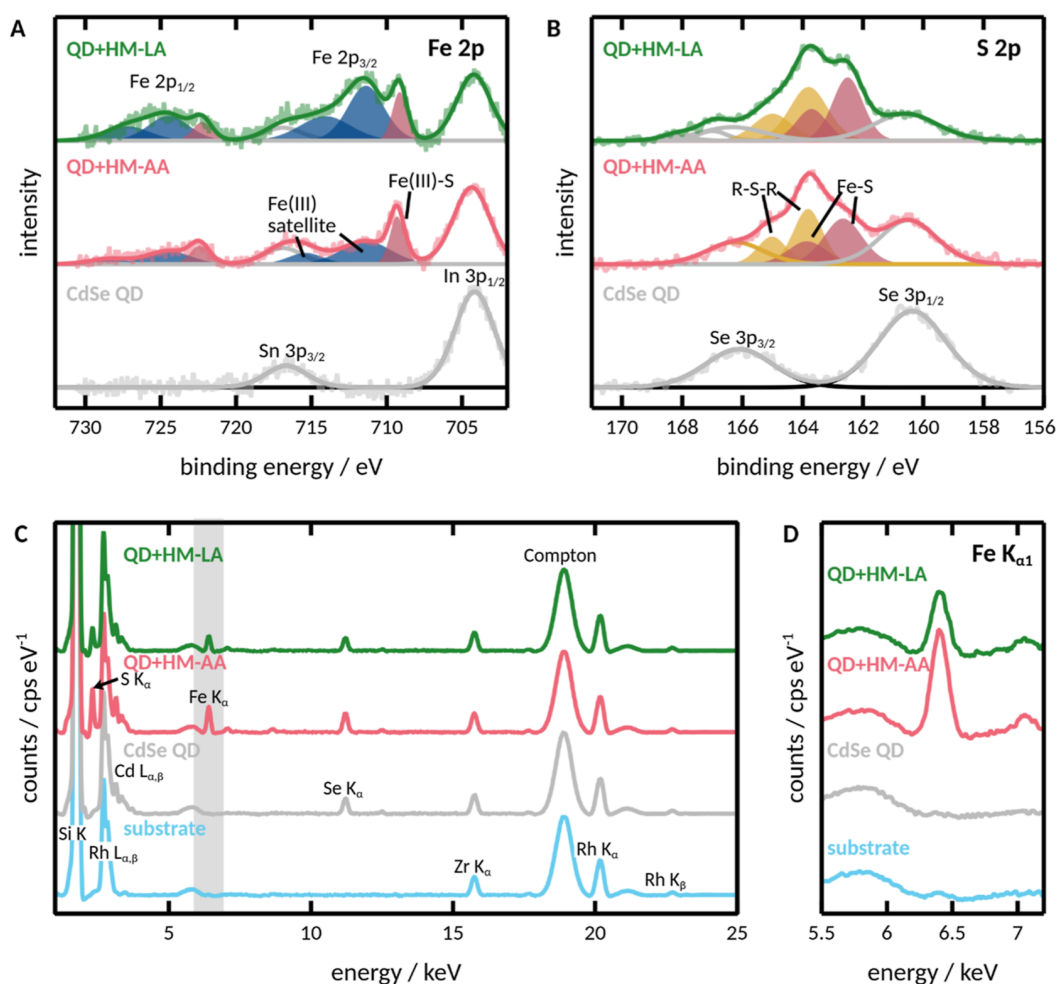 A
QD+HM-LA
Fe 2p
Fe 2p1/2
Fe 2p3/2
QD+HM-AA
Fe(III)
satellite
Fe(III)-S
CdSe QD
Sn 3p3/2
In 3p1/2
intensity
730 725 720 715 710 705
binding energy / eV
B
QD+HM-LA
S 2p
QD+HM-AA
R-S-R
Fe-S
CdSe QD
Se 3p3/2
Se 3p1/2
intensity
170 168 166 164 162 160 158 156
binding energy / eV
C
QD+HM-LA
Compton
QD+HM-AA
S Kα
Fe Kα
CdSe QD
Cd Lα,β
Se Kα
substrate
Si K
Rh Lα,β
Zr Kα
Rh Kα
Rh Kβ
counts / cps eV-1
5 10 15 20 25
energy / keV
D
Fe Kα1
QD+HM-LA
QD+HM-AA
CdSe QD
substrate
counts / cps eV-1
5.5 6 6.5 7
energy / keV